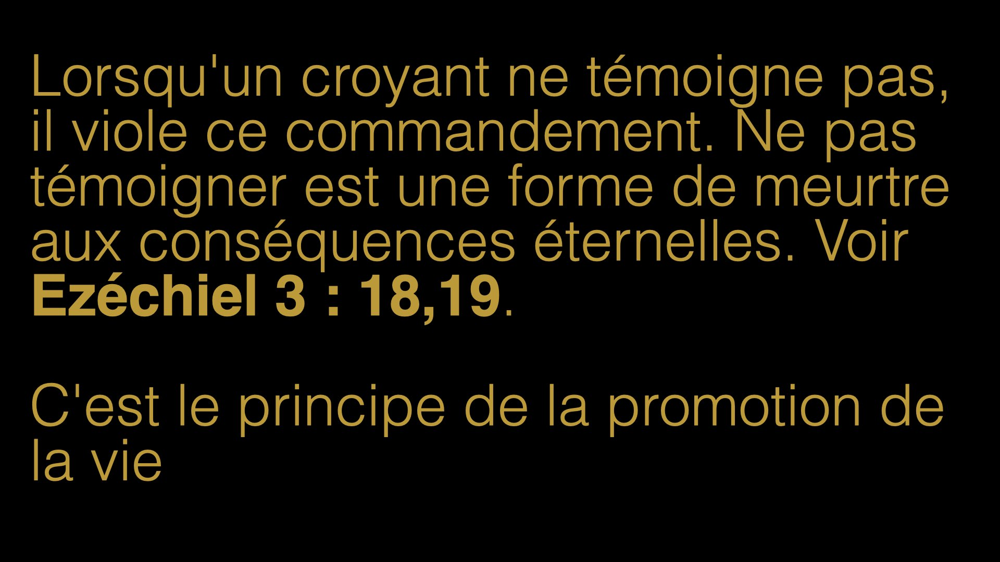 Lorsqu'un croyant ne témoigne pas,
il viole ce commandement. Ne pas
témoigner est une forme de meurtre
aux conséquences éternelles. Voir
Ezéchiel 3 : 18,19.
C'est le principe de la promotion de
la vie